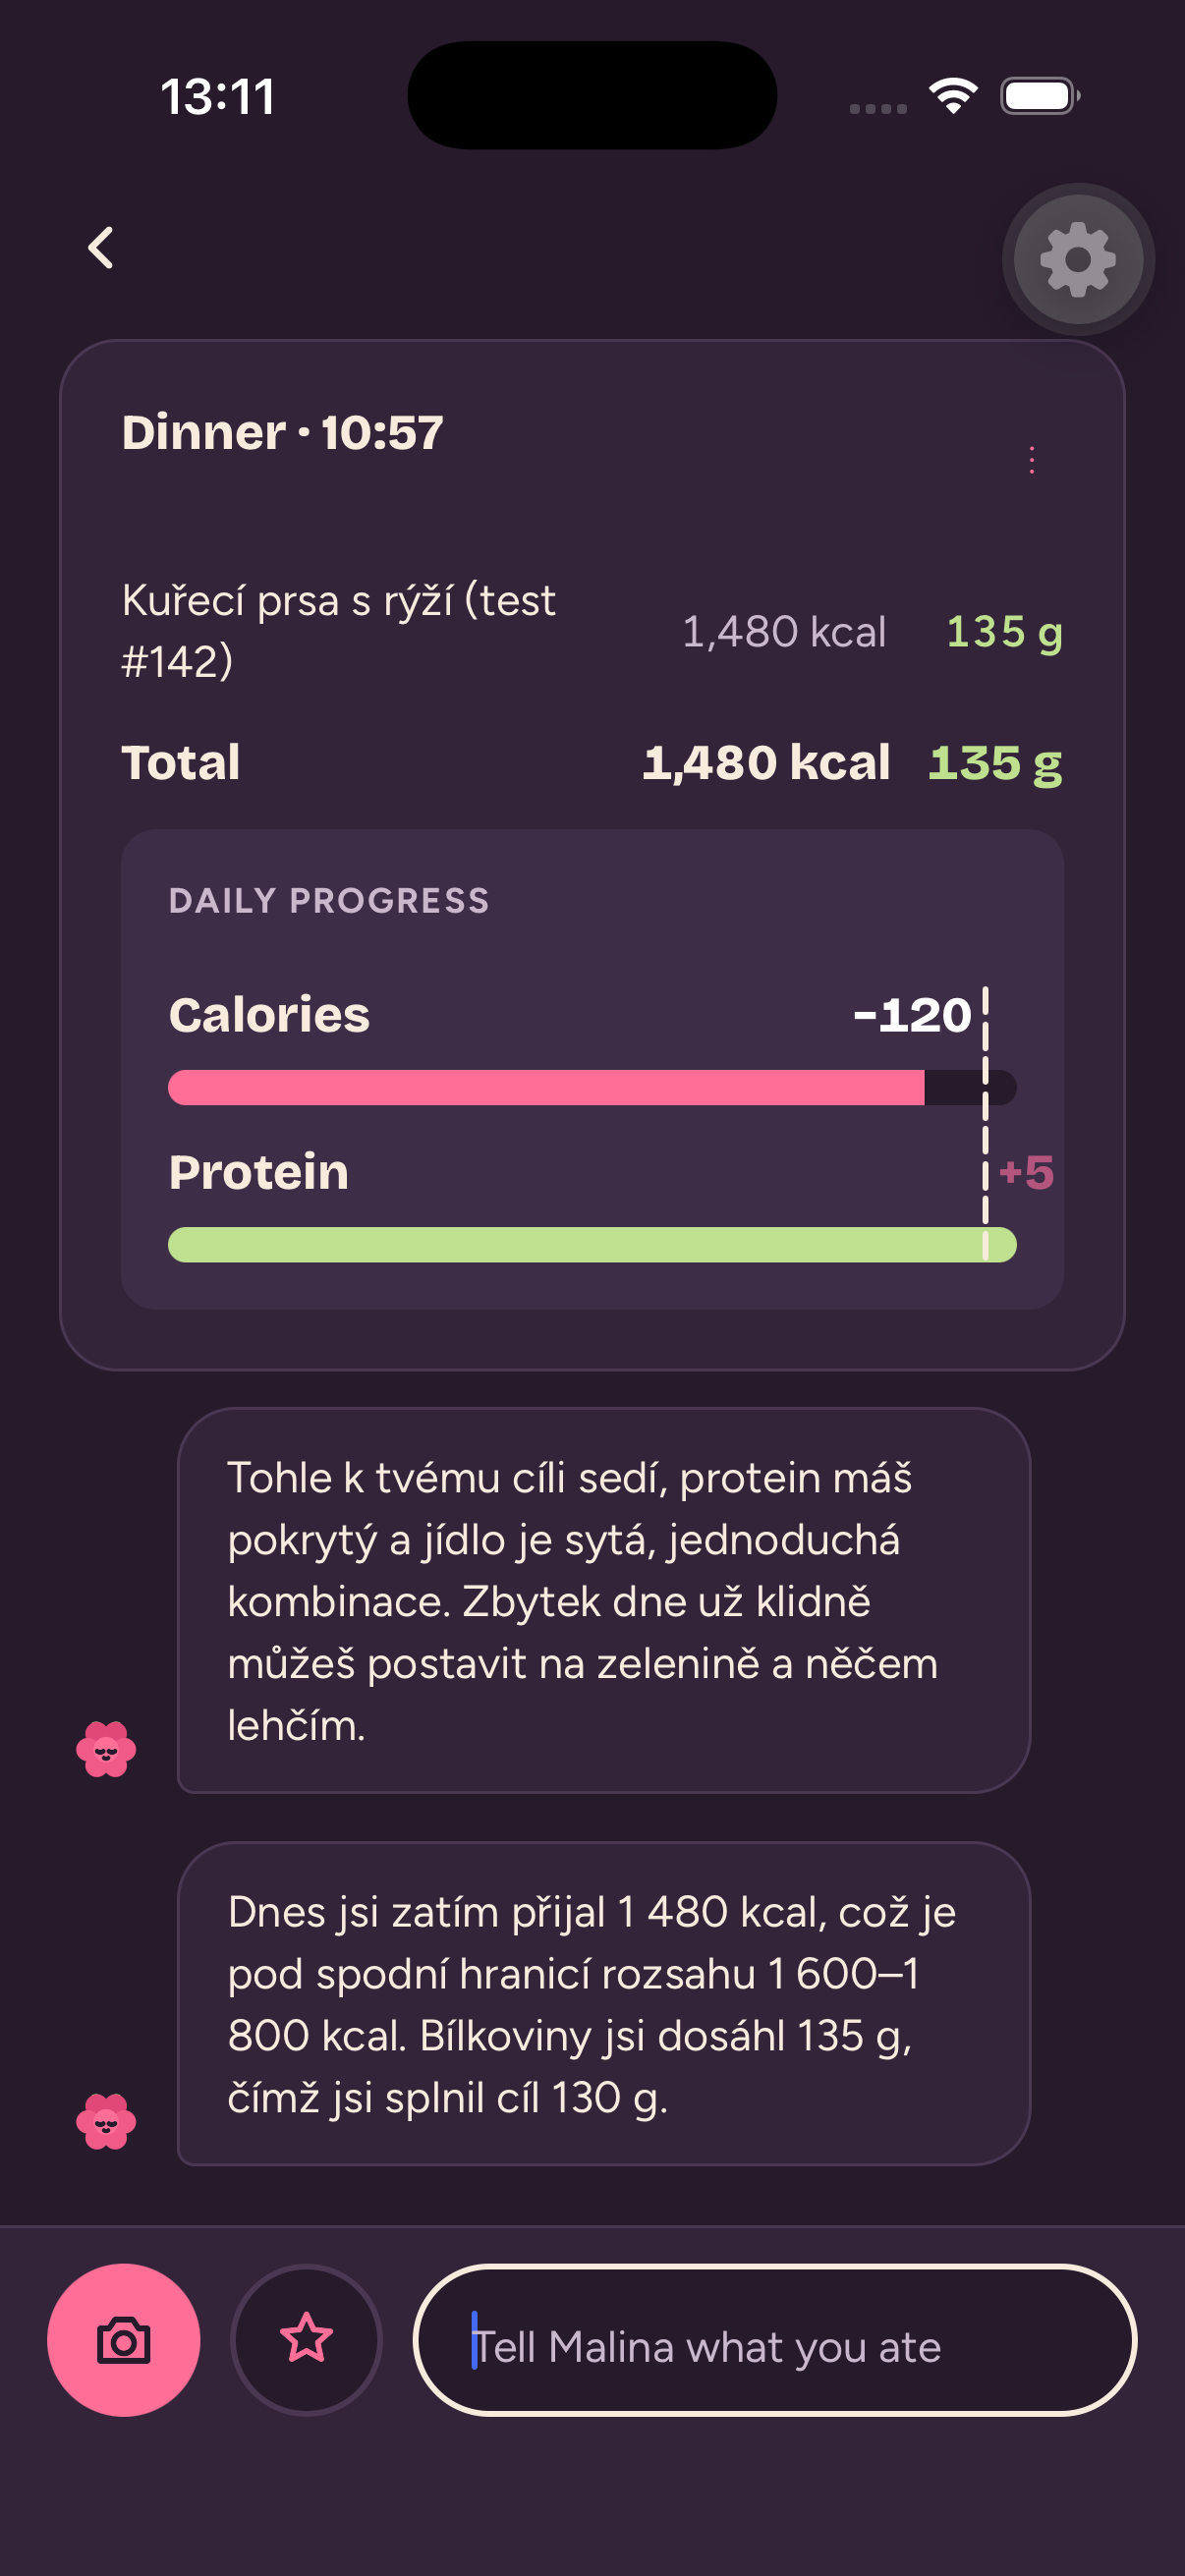 13:11
Dinner · 10:57
Kuřecí prsa s rýží (test
#142)
1,480 kcal
135 g
Total
1,480 kcal
135 g
DAILY PROGRESS
Calories
−120
Protein
+5
Tohle k tvému cíli sedí, protein máš
pokrytý a jídlo je sytá, jednoduchá
kombinace. Zbytek dne už klidně
můžeš postavit na zelenině a něčem
lehčím.
Dnes jsi zatím přijal 1 480 kcal, což je
pod spodní hranicí rozsahu 1 600–1
800 kcal. Bílkoviny jsi dosáhl 135 g,
čímž jsi splnil cíl 130 g.
Tell Malina what you ate